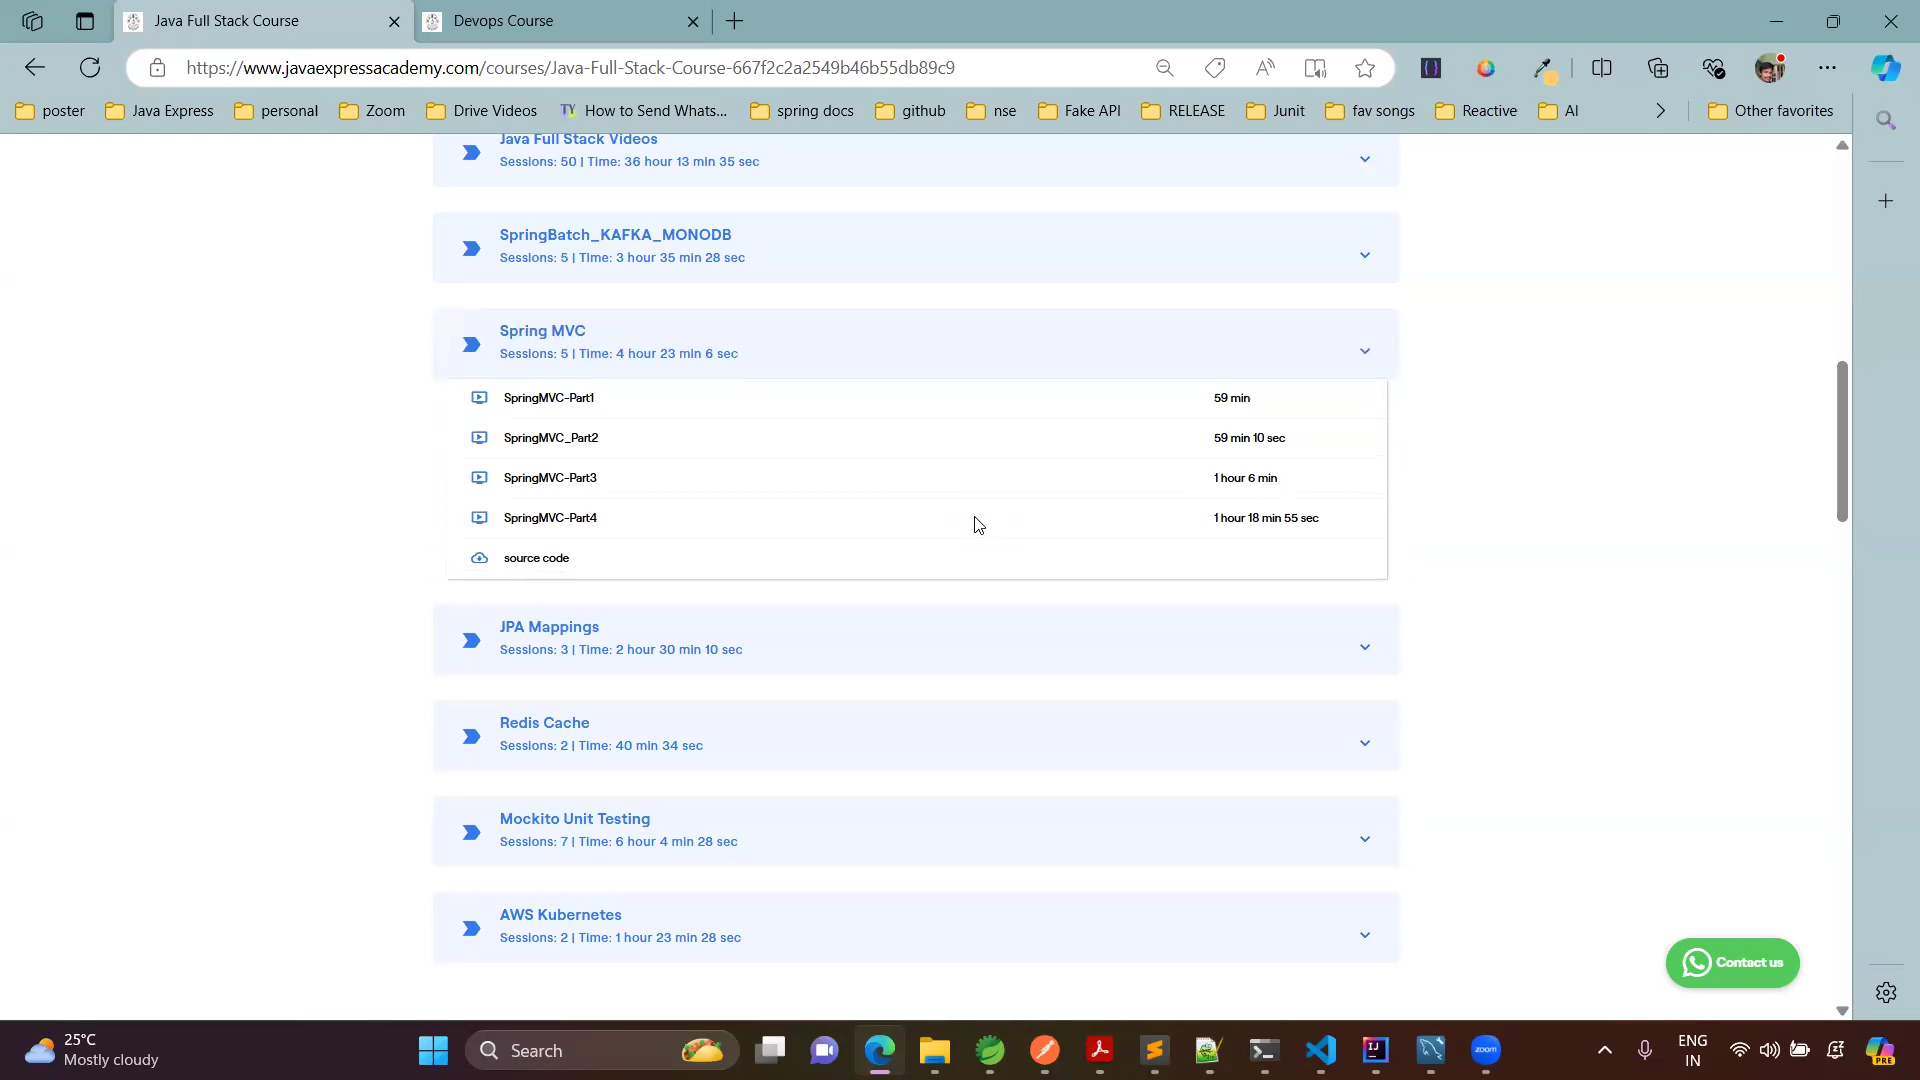 Java Full Stack Course
Devops Course
https://www.javaexpressacademy.com/courses/Java-Full-Stack-Course-667f2c2a2549b46b55db89c9
poster
Java Express
personal
Zoom
Drive Videos
TY
How to Send Whats...
spring docs
github
nse
Fake API
RELEASE
Junit
fav songs
Reactive
AI
Other favorites
Java Full Stack Videos
Sessions: 50 | Time: 36 hour 13 min 35 sec
SpringBatch_KAFKA_MONODB
Sessions: 5 | Time: 3 hour 35 min 28 sec
Spring MVC
Sessions: 5 | Time: 4 hour 23 min 6 sec
SpringMVC-Part1 59 min
SpringMVC_Part2 59 min 10 sec
SpringMVC-Part3 1 hour 6 min
SpringMVC-Part4 1 hour 18 min 55 sec
source code
JPA Mappings
Sessions: 3 | Time: 2 hour 30 min 10 sec
Redis Cache
Sessions: 2 | Time: 40 min 34 sec
Mockito Unit Testing
Sessions: 7 | Time: 6 hour 4 min 28 sec
AWS Kubernetes
Sessions: 2 | Time: 1 hour 23 min 28 sec
Contact us
25°C
Mostly cloudy
Search
zoom
ENG
IN
PRE